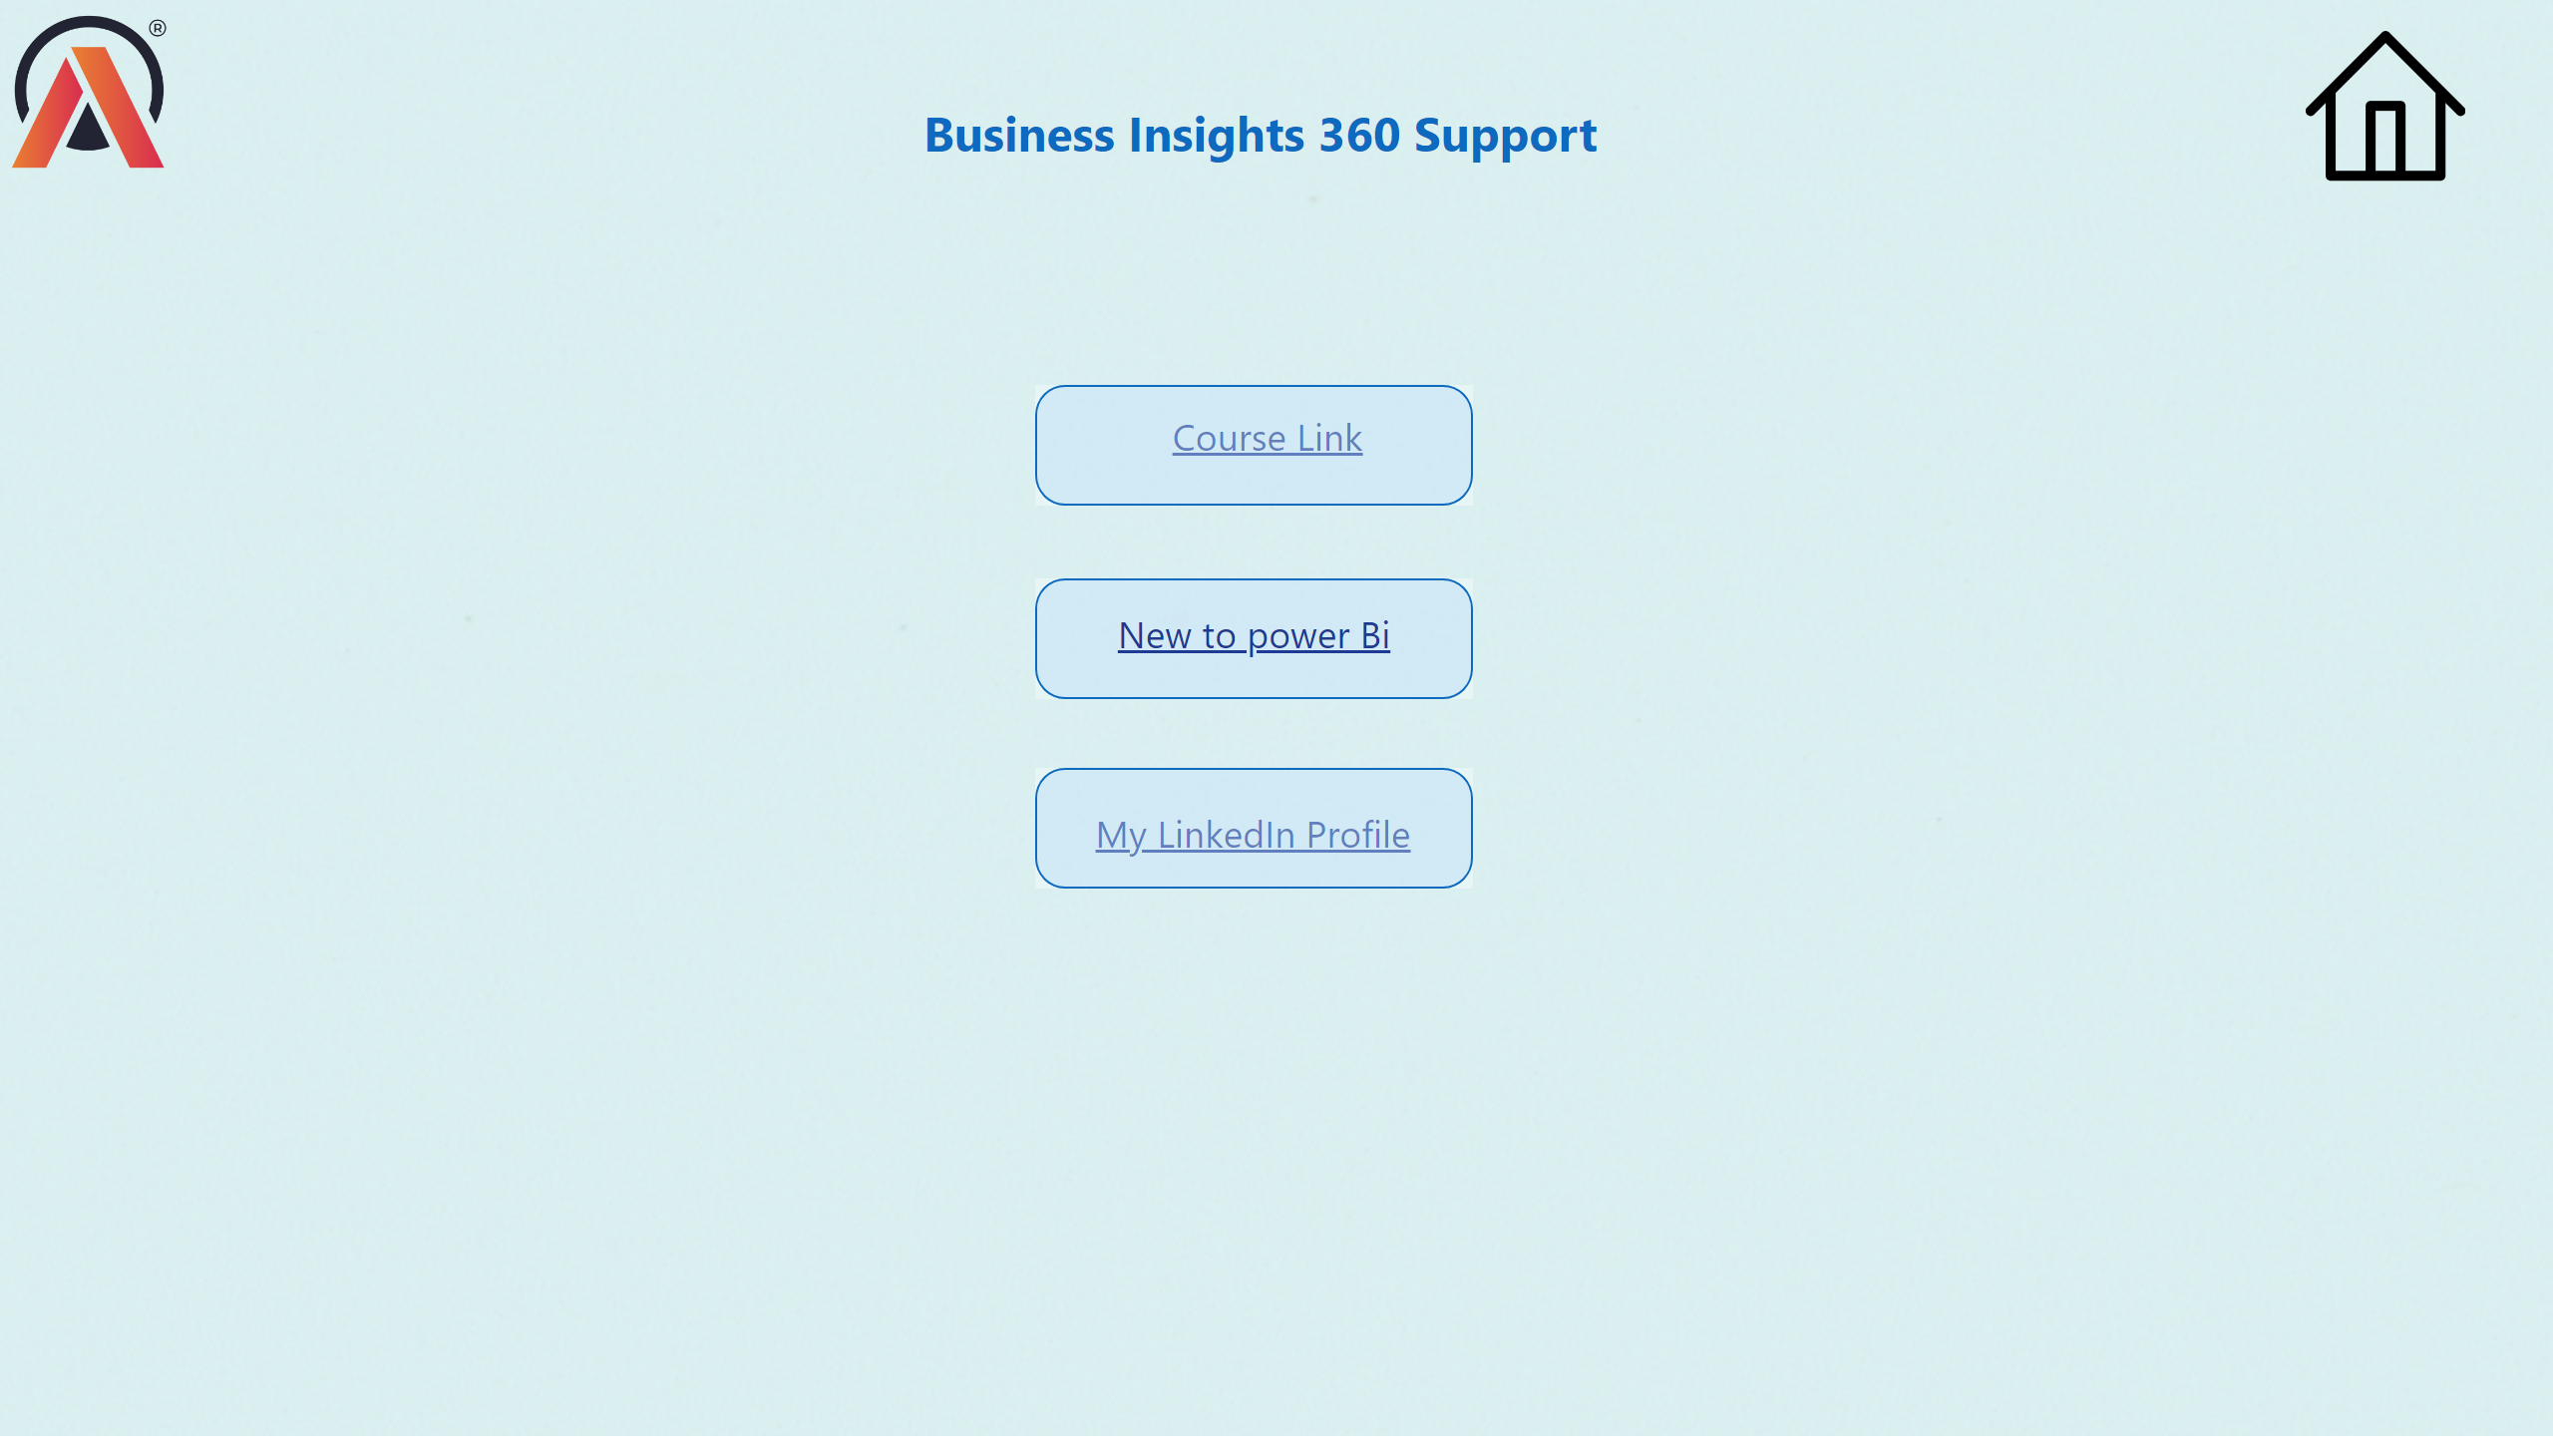 ®
Business Insights 360 Support
Course Link
New to power Bi
My LinkedIn Profile